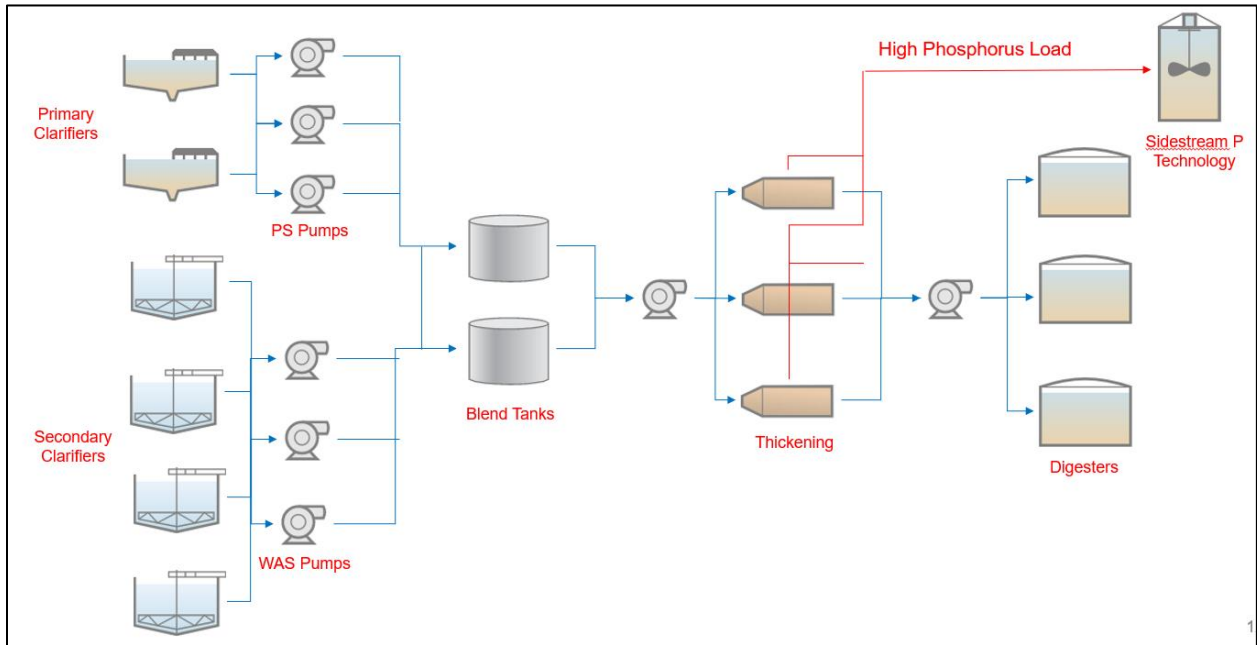 High Phosphorus Load
Primary
Clarifiers
Sidestream P
Technology
PS Pumps
Blend Tanks
Secondary
Clarifiers
Thickening
Digesters
WAS Pumps
1